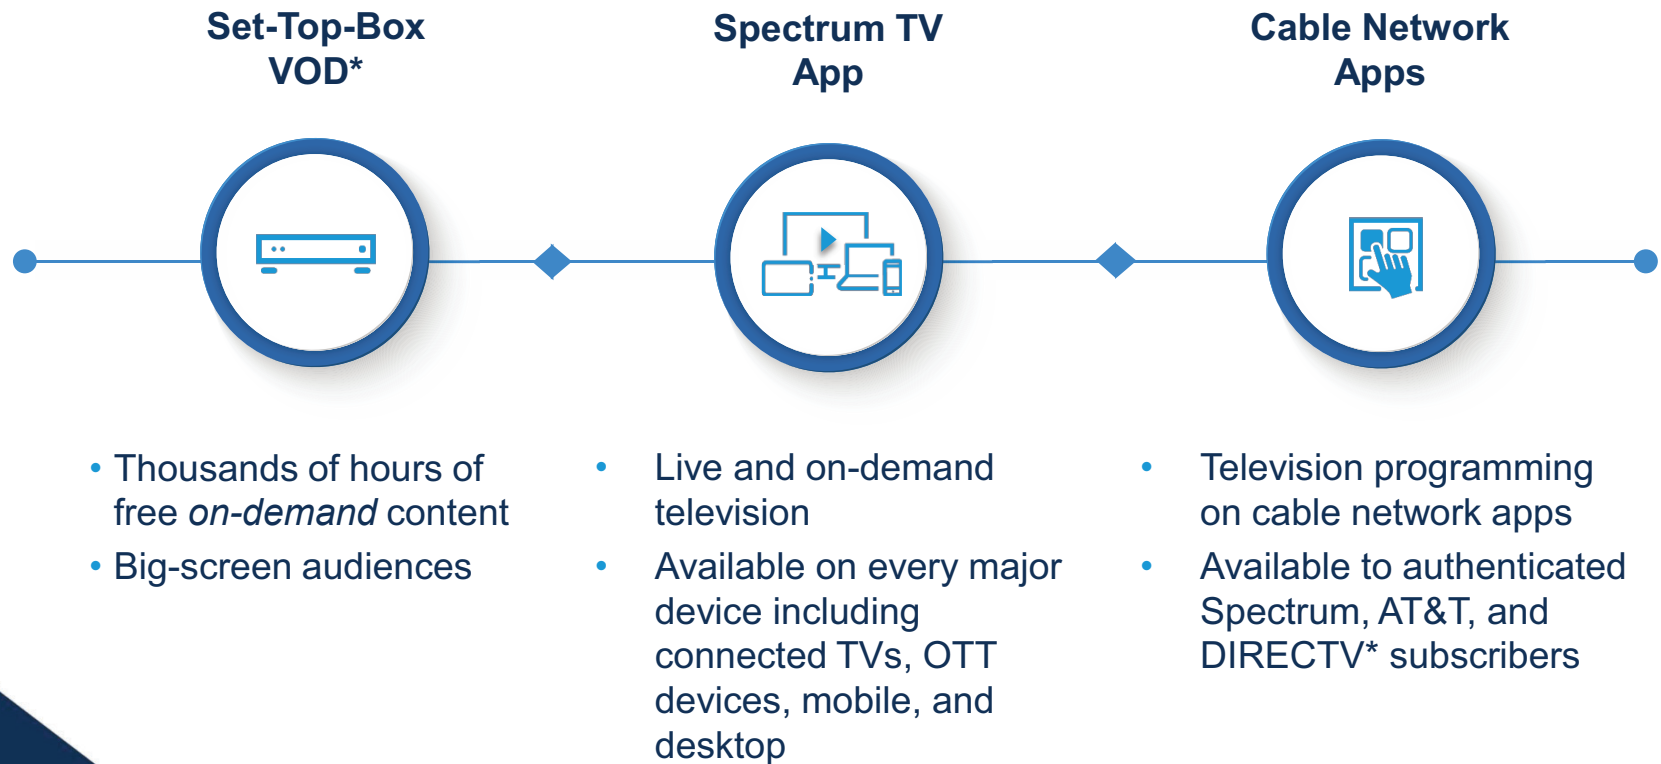 Set-Top-Box
VOD*
Spectrum TV
App
Cable Network
Apps
• Thousands of hours of
free on-demand content
• Big-screen audiences
• Live and on-demand
television
• Available on every major
device including
connected TVs, OTT
devices, mobile, and
desktop
• Television programming
on cable network apps
• Available to authenticated
Spectrum, AT&T, and
DIRECTV* subscribers